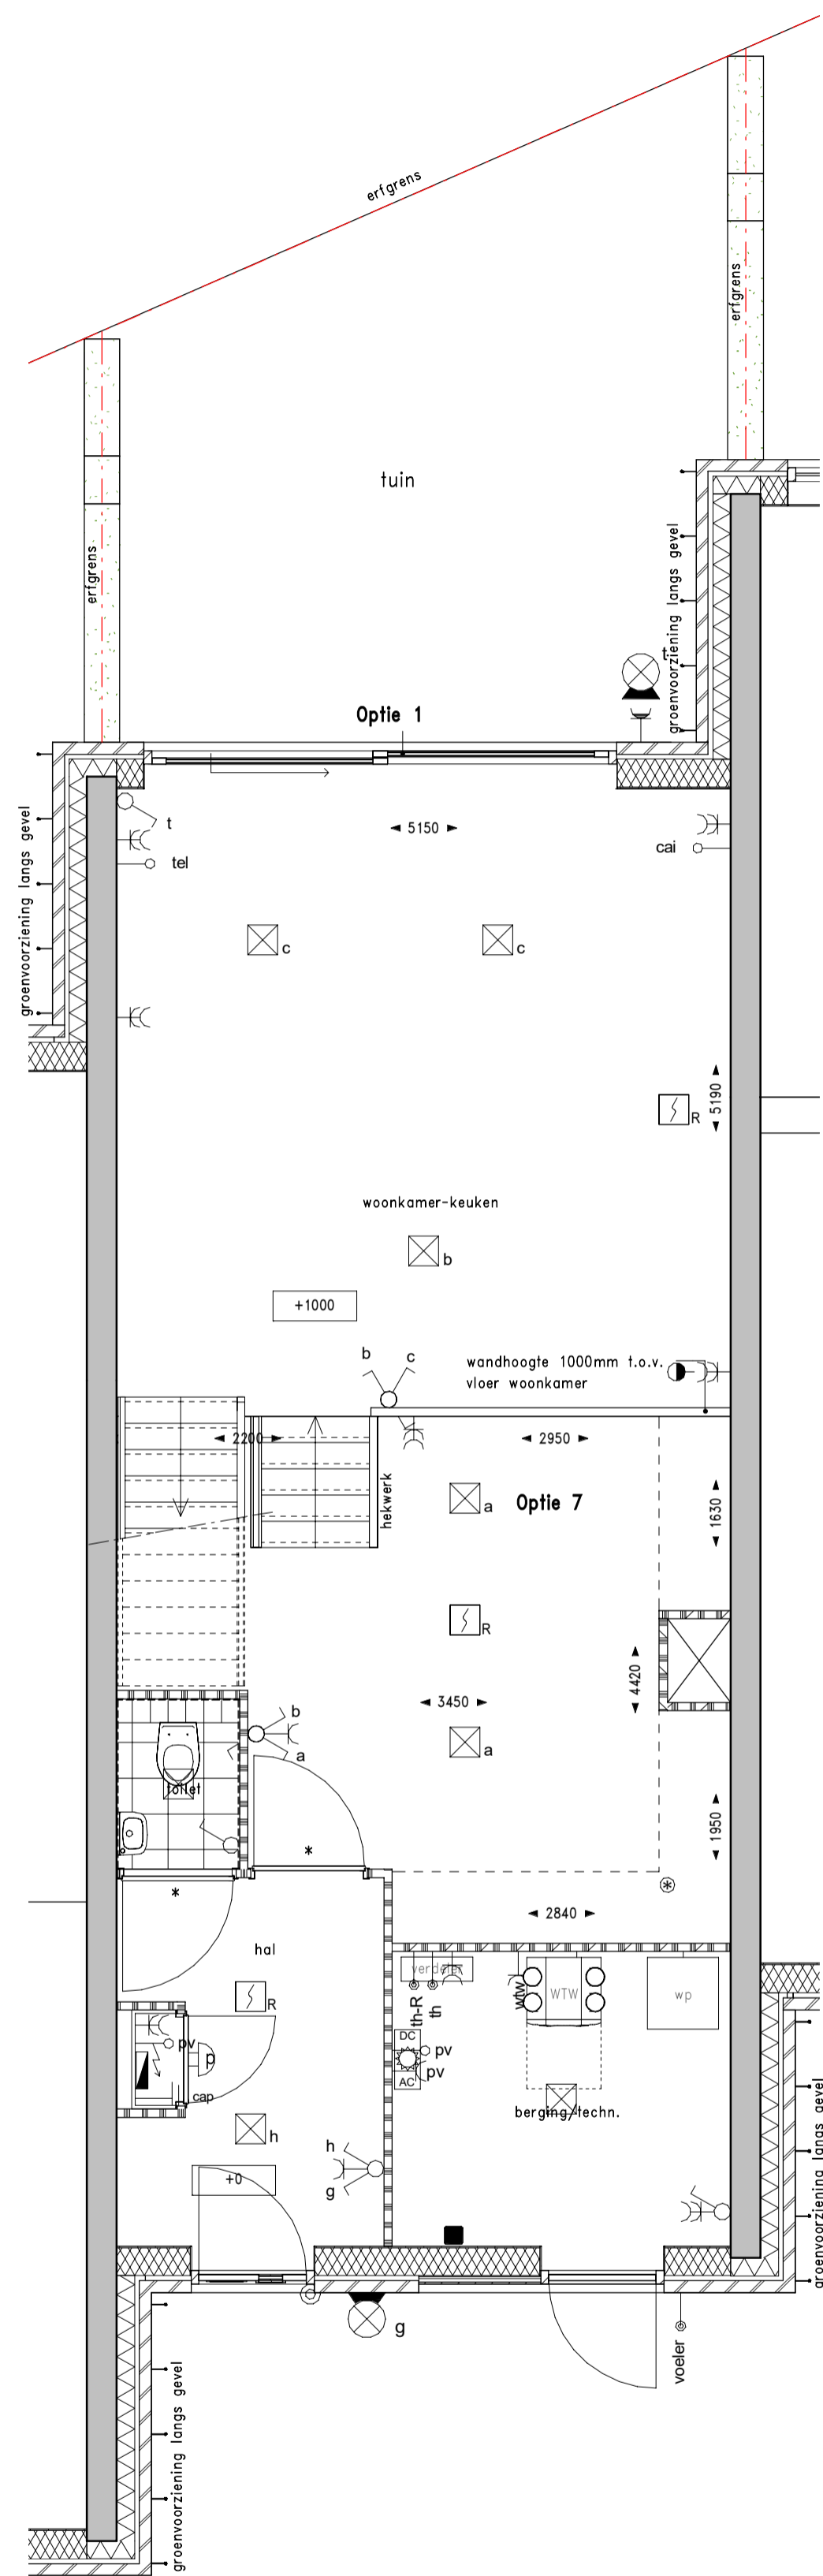 erfgrens
erfgrens
tuin
erfgrens
groenvoorziening langs gevel
t
Optie 1
groenvoorziening langs gevel
t
5150
cai
tel
c
c
5190
R
woonkamer-keuken
b
+1000
b
c
wandhoogte 1000mm t.o.v.
vloer woonkamer
2200
2950
hekwerk
a
Optie 7
1630
R
4420
3450
b
a
a
toilet
1950
*
*
*
2840
hal
verdeler
WTW
wtw
wp
R
th-R
th
pv
p
DC
AC
pv
pv
cap
berging/techn.
h
h
g
+0
groenvoorziening langs gevel
g
voeler
groenvoorziening langs gevel